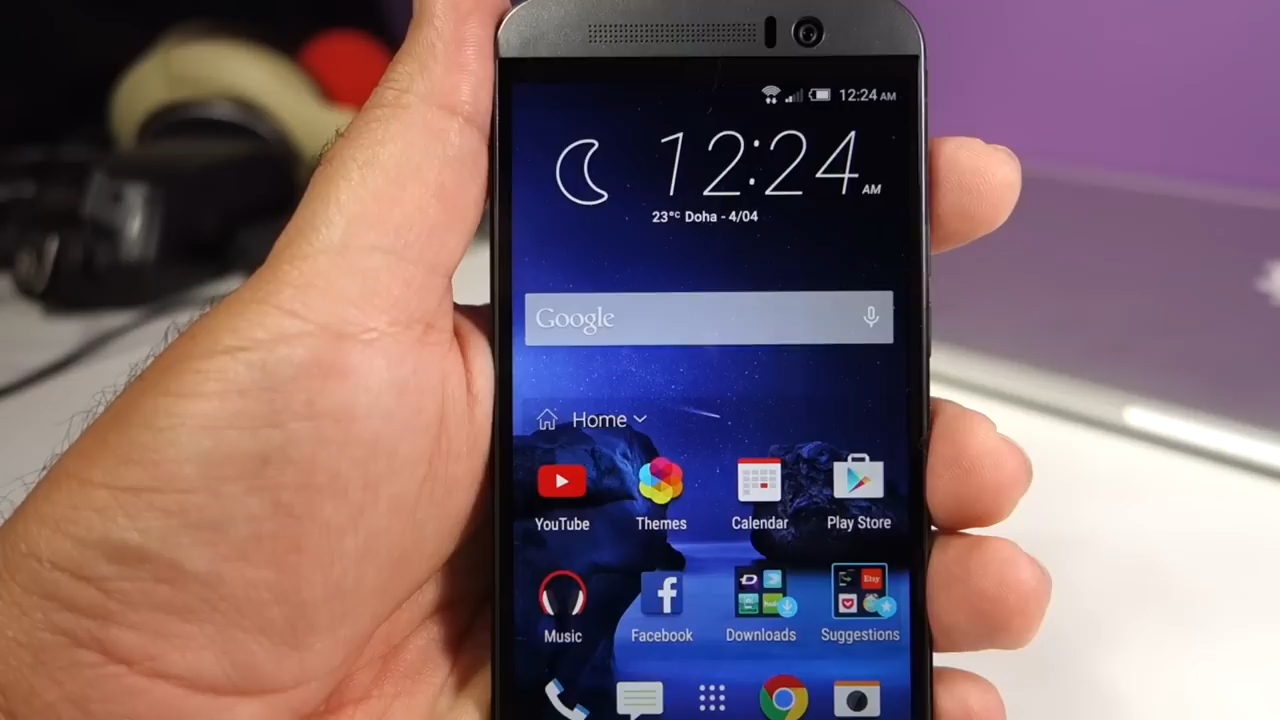 12:24 AM
12:24 AM
23°C Doha - 4/04
Google
Home
YouTube Themes Calendar Play Store
Etsy
Music Facebook Downloads Suggestions